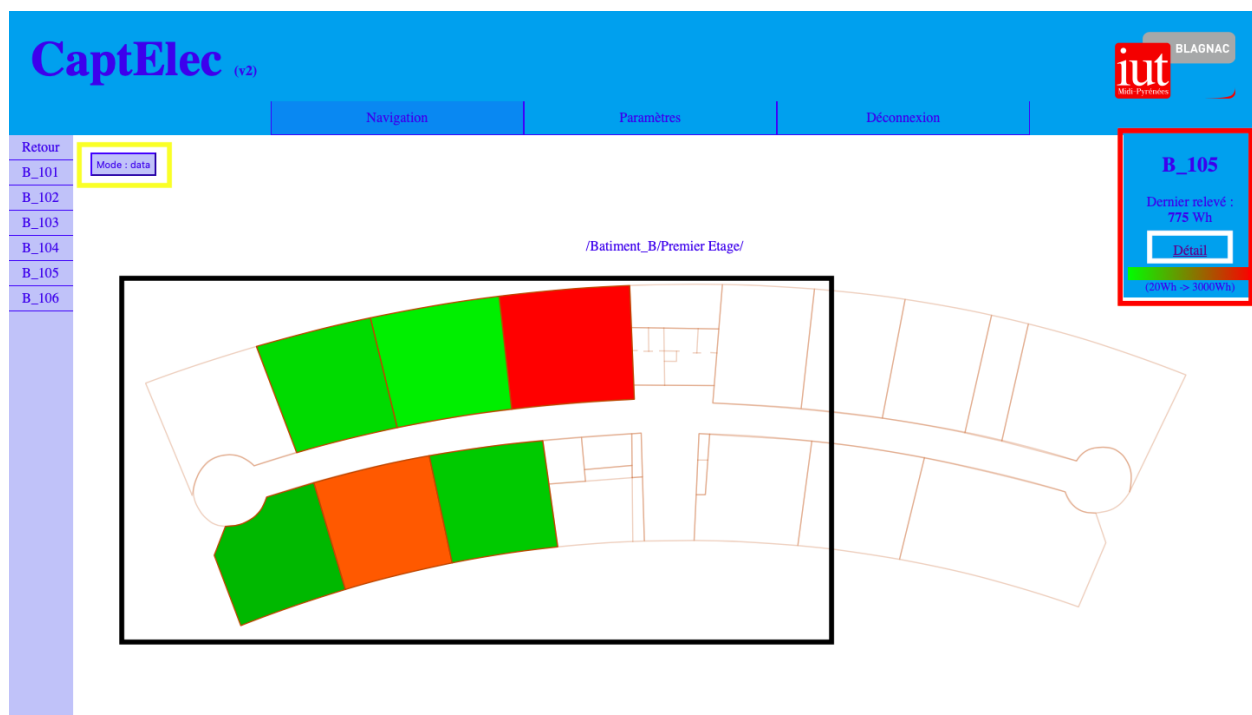 CaptElec (v2)
BLAGNAC
iut
Midi-Pyrénées
Navigation
Paramètres
Déconnexion
Retour
B_101
B_102
B_103
B_104
B_105
B_106
Mode : data
/Batiment_B/Premier Etage/
B_105
Dernier relevé :
775 Wh
Détail
(20Wh -> 3000Wh)